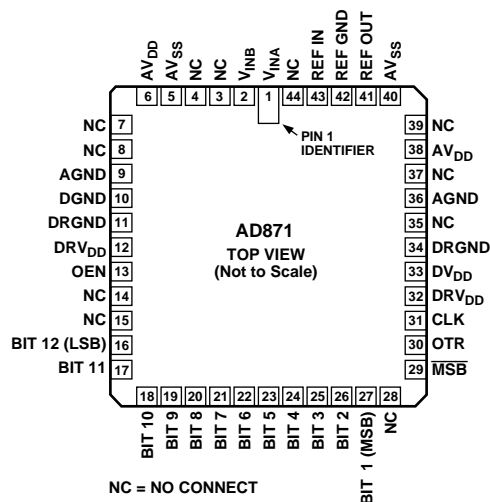 AVDD
AVSS
NC
NC
VINB
VINA
NC
REF IN
REF GND
REF OUT
AVSS
6 5 4 3 2 1 44 43 42 41 40
PIN 1
IDENTIFIER
NC 7
NC 8
AGND 9
DGND 10
DRGND 11
DRVDD 12
OEN 13
NC 14
NC 15
BIT 12 (LSB) 16
BIT 11 17
AD871
TOP VIEW
(Not to Scale)
39 NC
38 AVDD
37 NC
36 AGND
35 NC
34 DRGND
33 DVDD
32 DRVDD
31 CLK
30 OTR
29 MSB
18 19 20 21 22 23 24 25 26 27 28
BIT 10
BIT 9
BIT 8
BIT 7
BIT 6
BIT 5
BIT 4
BIT 3
BIT 2
BIT 1 (MSB)
NC
NC = NO CONNECT